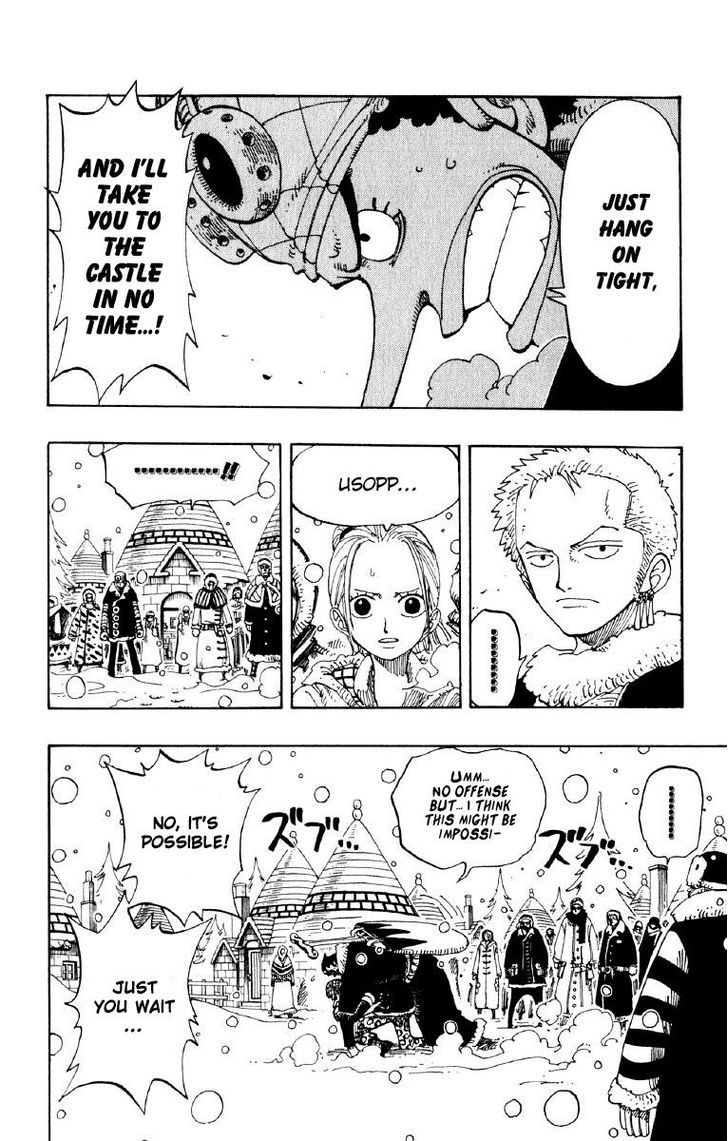 JUST
HANG
ON
TIGHT,
AND I'LL
TAKE
YOU TO
THE
CASTLE
IN NO
TIME...!
............
USOPP...
............!!
............
UMM...
NO OFFENSE
BUT... I THINK
THIS MIGHT BE
IMPOSSI-
ズブ...
ズブ...
NO, IT'S
POSSIBLE!
JUST
YOU WAIT
...